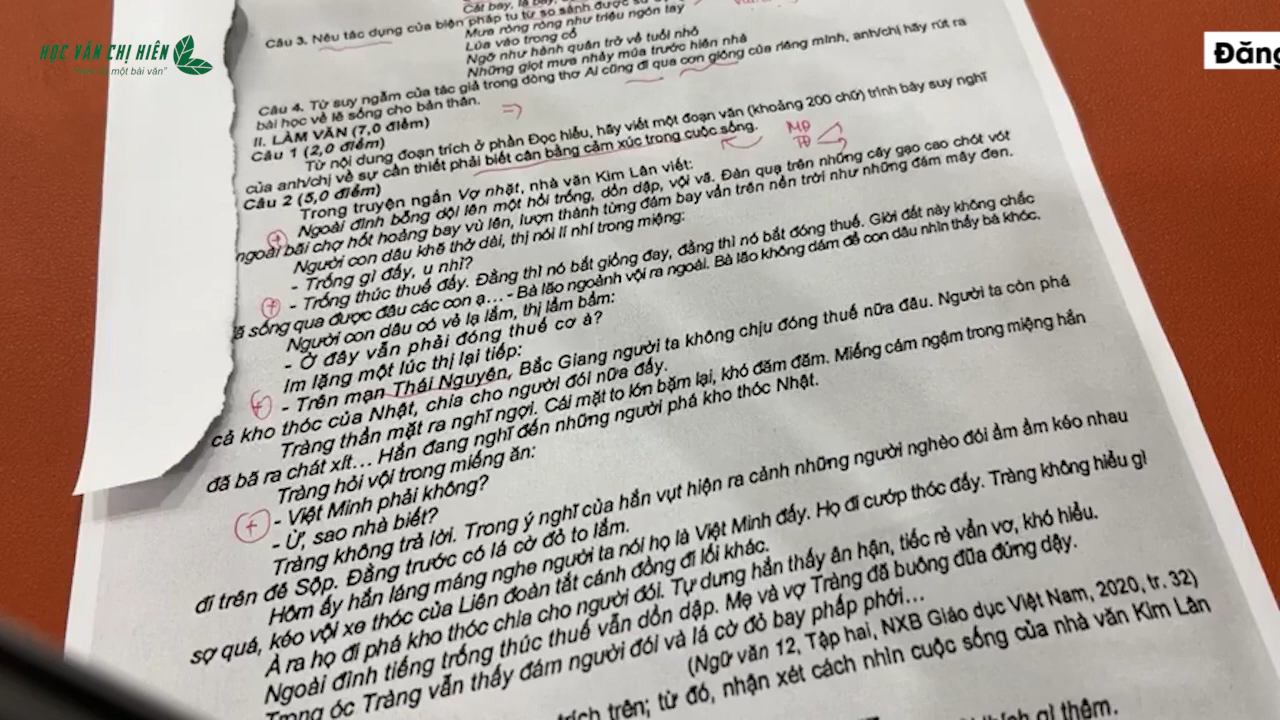 HỌC VĂN CHỊ HIÊN
một bài văn"
Đăng
Cát bay, lá bay,
Câu 3. Nêu tác dụng của biện pháp tu từ so sánh được sử
Mưa ròng ròng như triệu ngón tay
Lùa vào trong cỏ
Ngỡ như hành quân trở về tuổi nhỏ
Những giọt mưa nhảy múa trước hiên nhà
Câu 4. Từ suy ngẫm của tác giả trong dòng thơ Ai cũng đi qua cơn giông của riêng mình, anh/chị hãy rút ra
bài học về lẽ sống cho bản thân.
II. LÀM VĂN (7,0 điểm)
Câu 1 (2,0 điểm)
Từ nội dung đoạn trích ở phần Đọc hiểu, hãy viết một đoạn văn (khoảng 200 chữ) trình bày suy nghĩ
của anh/chị về sự cần thiết phải biết cân bằng cảm xúc trong cuộc sống.
Câu 2 (5,0 điểm)
Trong truyện ngắn Vợ nhặt, nhà văn Kim Lân viết:
Ngoài đình bỗng dội lên một hồi trống, dồn dập, vội vã. Đàn quạ trên những cây gạo cao chót vót
ngoài bãi chợ hốt hoảng bay vù lên, lượn thành từng đám bay vẩn trên nền trời như những đám mây đen.
Người con dâu khẽ thở dài, thị nói lí nhí trong miệng:
- Trống gì đấy, u nhỉ?
- Trống thúc thuế đấy. Đằng thì nó bắt giồng đay, đằng thì nó bắt đóng thuế. Giời đất này không chắc
đã sống qua được đâu các con ạ... - Bà lão ngoảnh vội ra ngoài. Bà lão không dám để con dâu nhìn thấy bà khóc.
Người con dâu có vẻ lạ lắm, thị lẩm bẩm:
- Ở đây vẫn phải đóng thuế cơ à?
Im lặng một lúc thị lại tiếp:
- Trên mạn Thái Nguyên, Bắc Giang người ta không chịu đóng thuế nữa đâu. Người ta còn phá
cả kho thóc của Nhật, chia cho người đói nữa đấy.
Tràng thần mặt ra nghĩ ngợi. Cái mặt to lớn bặm lại, khó đăm đăm. Miếng cám ngậm trong miệng hắn
đã bã ra chát xít... Hắn đang nghĩ đến những người phá kho thóc Nhật.
Tràng hỏi vội trong miếng ăn:
- Việt Minh phải không?
- Ừ, sao nhà biết?
Tràng không trả lời. Trong ý nghĩ của hắn vụt hiện ra cảnh những người nghèo đói ầm ầm kéo nhau
đi trên đê Sộp. Đằng trước có lá cờ đỏ to lắm.
Hôm ấy hắn láng máng nghe người ta nói họ là Việt Minh đấy. Họ đi cướp thóc đấy. Tràng không hiểu gì
sợ quá, kéo vội xe thóc của Liên đoàn tắt cánh đồng đi lối khác.
À ra họ đi phá kho thóc chia cho người đói. Tự dưng hắn thấy ân hận, tiếc rẻ vẩn vơ, khó hiểu.
Ngoài đình tiếng trống thúc thuế vẫn dồn dập. Mẹ và vợ Tràng đã buông đũa đứng dậy.
Trong óc Tràng vẫn thấy đám người đói và lá cờ đỏ bay phấp phới...
(Ngữ văn 12, Tập hai, NXB Giáo dục Việt Nam, 2020, tr. 32)
trích trên; từ đó, nhận xét cách nhìn cuộc sống của nhà văn Kim Lân
thích gì thêm.